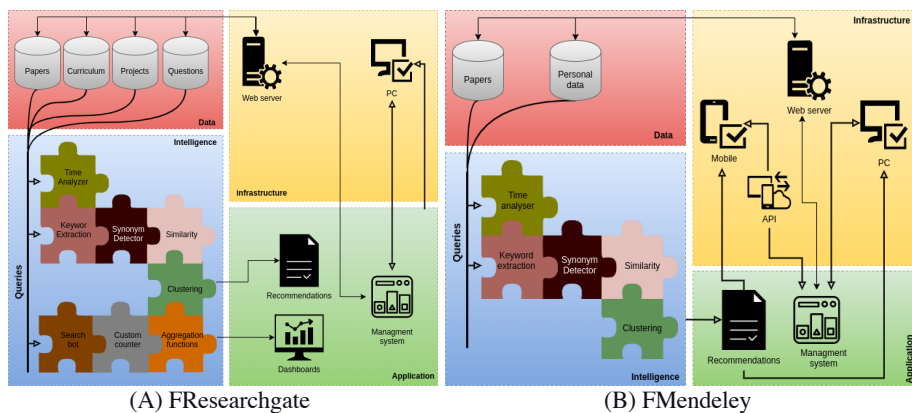 Papers
Curriculum
Projects
Questions
Data
Web server
PC
infrastructure
Intelligence
Time
Analyzer
Keywor
Extraction
Synonym
Detector
Similarity
Clustering
Search
bot
Custom
counter
Aggregation
functions
Queries
Recommendations
Dashboards
Managment
system
Application
(A) FResearchgate
Papers
Personal
data
Data
Infrastructure
Web server
Mobile
PC
API
Time
analyser
Keyword
extraction
Synonym
Detector
Similarity
Clustering
Queries
Intelligence
Recommendations
Managment
system
Application
(B) FMendeley